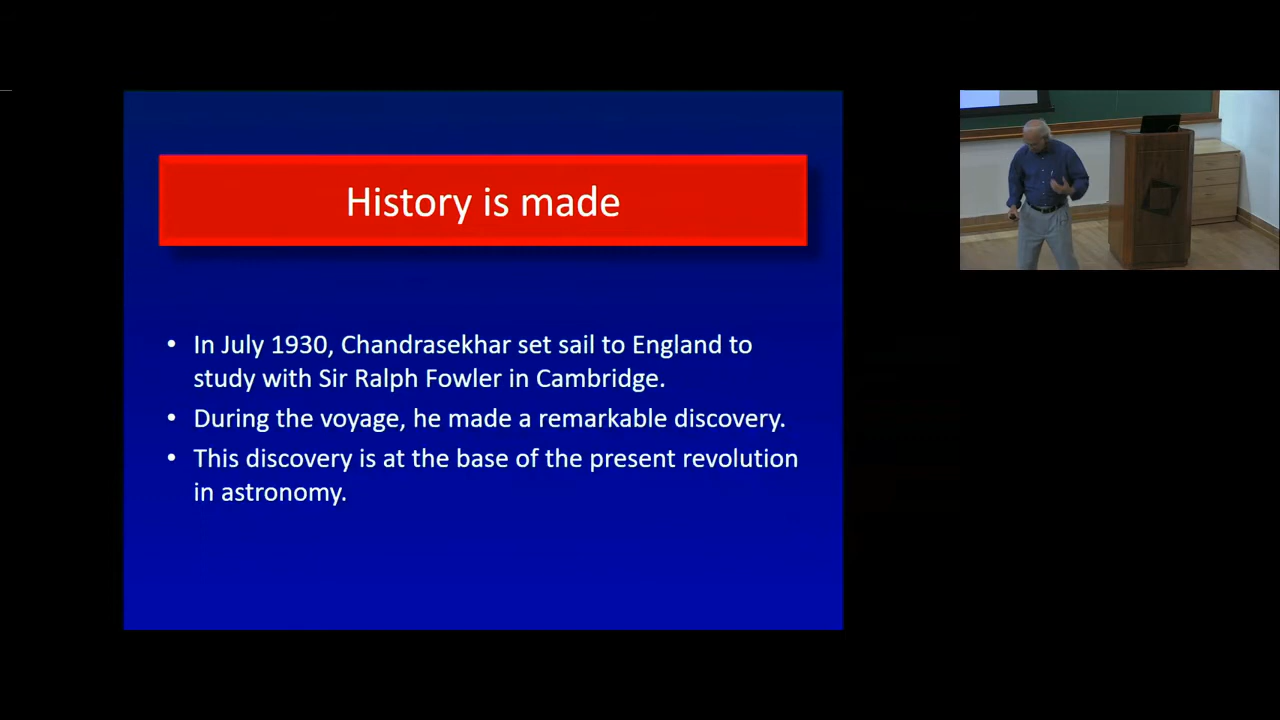 History is made
• In July 1930, Chandrasekhar set sail to England to
study with Sir Ralph Fowler in Cambridge.
• During the voyage, he made a remarkable discovery.
• This discovery is at the base of the present revolution
in astronomy.